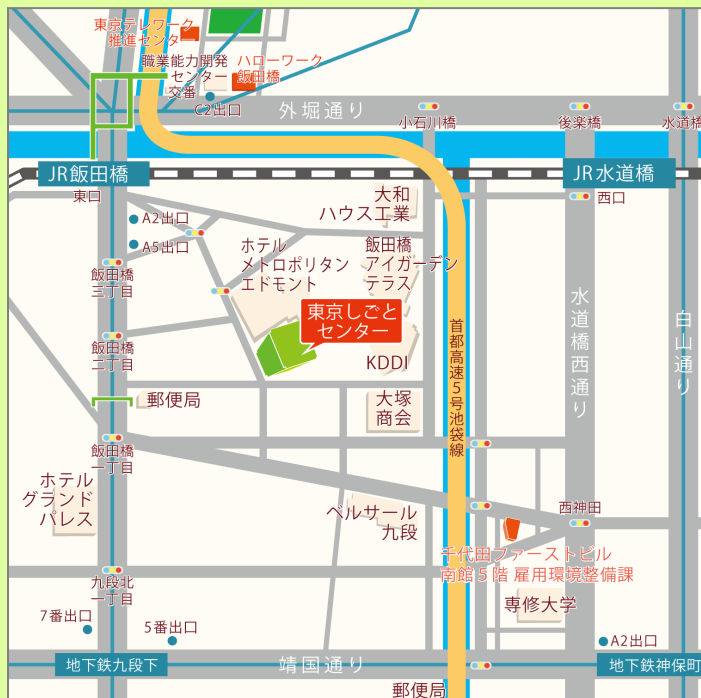 東京テレワーク
推進センター
職業能力開発
センター
ハローワーク
飯田橋
交番
C2出口
外堀通り
小石川橋
後楽橋
水道橋
JR飯田橋
JR水道橋
東口
西口
大和
ハウス工業
A2出口
A5出口
ホテル
メトロポリタン
エドモント
飯田橋
アイガーデン
テラス
飯田橋
三丁目
水道橋西通り
白山通り
東京しごと
センター
首都高速5号池袋線
飯田橋
二丁目
KDDI
郵便局
大塚
商会
飯田橋
一丁目
ホテル
グランド
パレス
ベルサール
九段
西神田
千代田ファーストビル
南館5階 雇用環境整備課
九段北
一丁目
専修大学
7番出口
5番出口
A2出口
地下鉄九段下
靖国通り
地下鉄神保町
郵便局